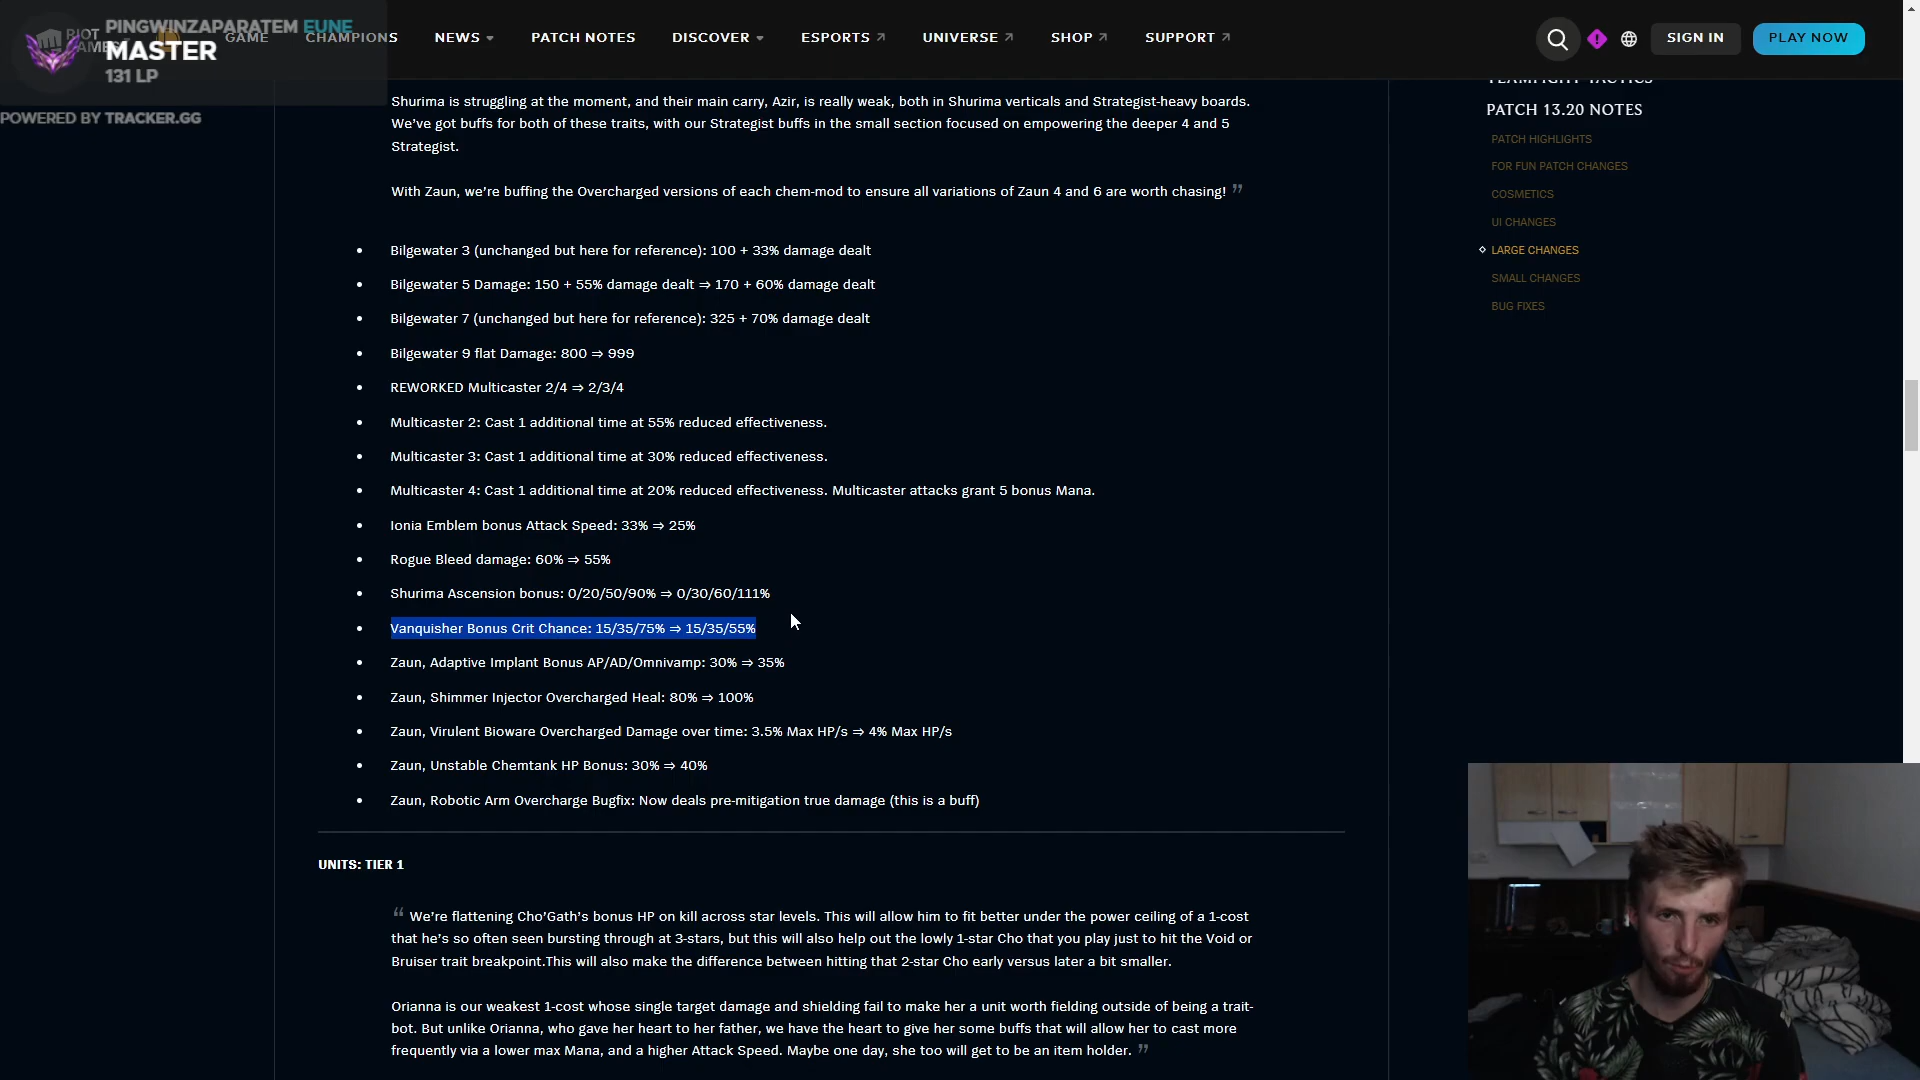 PINGWINZAPARATEM EUNE
MASTER
131 LP
POWERED BY TRACKER.GG
RIOT
GAMES
GAME CHAMPIONS NEWS PATCH NOTES DISCOVER ESPORTS UNIVERSE SHOP SUPPORT SIGN IN PLAY NOW
Shurima is struggling at the moment, and their main carry, Azir, is really weak, both in Shurima verticals and Strategist-heavy boards.
We've got buffs for both of these traits, with our Strategist buffs in the small section focused on empowering the deeper 4 and 5
Strategist.
With Zaun, we're buffing the Overcharged versions of each chem-mod to ensure all variations of Zaun 4 and 6 are worth chasing! ”
• Bilgewater 3 (unchanged but here for reference): 100 + 33% damage dealt
• Bilgewater 5 Damage: 150 + 55% damage dealt ⇒ 170 + 60% damage dealt
• Bilgewater 7 (unchanged but here for reference): 325 + 70% damage dealt
• Bilgewater 9 flat Damage: 800 ⇒ 999
• REWORKED Multicaster 2/4 ⇒ 2/3/4
• Multicaster 2: Cast 1 additional time at 55% reduced effectiveness.
• Multicaster 3: Cast 1 additional time at 30% reduced effectiveness.
• Multicaster 4: Cast 1 additional time at 20% reduced effectiveness. Multicaster attacks grant 5 bonus Mana.
• Ionia Emblem bonus Attack Speed: 33% ⇒ 25%
• Rogue Bleed damage: 60% ⇒ 55%
• Shurima Ascension bonus: 0/20/50/90% ⇒ 0/30/60/111%
• Vanquisher Bonus Crit Chance: 15/35/75% ⇒ 15/35/55%
• Zaun, Adaptive Implant Bonus AP/AD/Omnivamp: 30% ⇒ 35%
• Zaun, Shimmer Injector Overcharged Heal: 80% ⇒ 100%
• Zaun, Virulent Bioware Overcharged Damage over time: 3.5% Max HP/s ⇒ 4% Max HP/s
• Zaun, Unstable Chemtank HP Bonus: 30% ⇒ 40%
• Zaun, Robotic Arm Overcharge Bugfix: Now deals pre-mitigation true damage (this is a buff)
UNITS: TIER 1
“ We're flattening Cho'Gath's bonus HP on kill across star levels. This will allow him to fit better under the power ceiling of a 1-cost
that he's so often seen bursting through at 3-stars, but this will also help out the lowly 1-star Cho that you play just to hit the Void or
Bruiser trait breakpoint.This will also make the difference between hitting that 2-star Cho early versus later a bit smaller.
Orianna is our weakest 1-cost whose single target damage and shielding fail to make her a unit worth fielding outside of being a trait-
bot. But unlike Orianna, who gave her heart to her father, we have the heart to give her some buffs that will allow her to cast more
frequently via a lower max Mana, and a higher Attack Speed. Maybe one day, she too will get to be an item holder. ”
TEAMFIGHT TACTICS
PATCH 13.20 NOTES
PATCH HIGHLIGHTS
FOR FUN PATCH CHANGES
COSMETICS
UI CHANGES
LARGE CHANGES
SMALL CHANGES
BUG FIXES